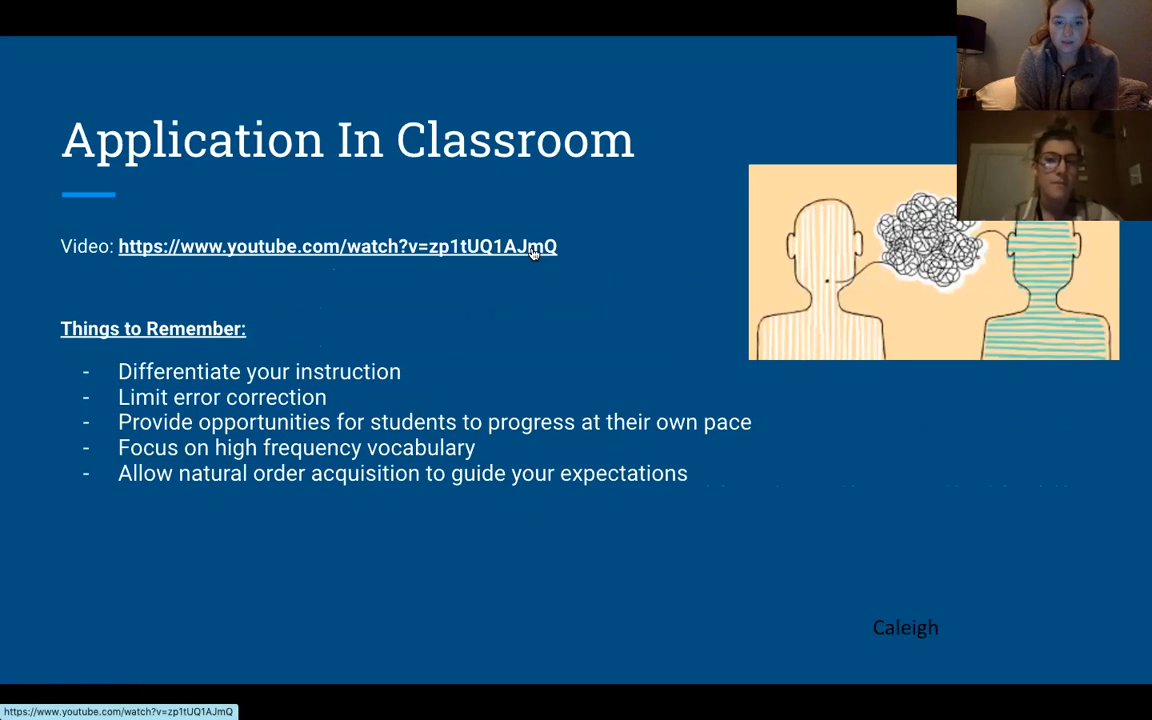 Application In Classroom
Video: https://www.youtube.com/watch?v=zp1tUQ1AJmQ
Things to Remember:
- Differentiate your instruction
- Limit error correction
- Provide opportunities for students to progress at their own pace
- Focus on high frequency vocabulary
- Allow natural order acquisition to guide your expectations
Caleigh
https://www.youtube.com/watch?v=zp1tUQ1AJmQ